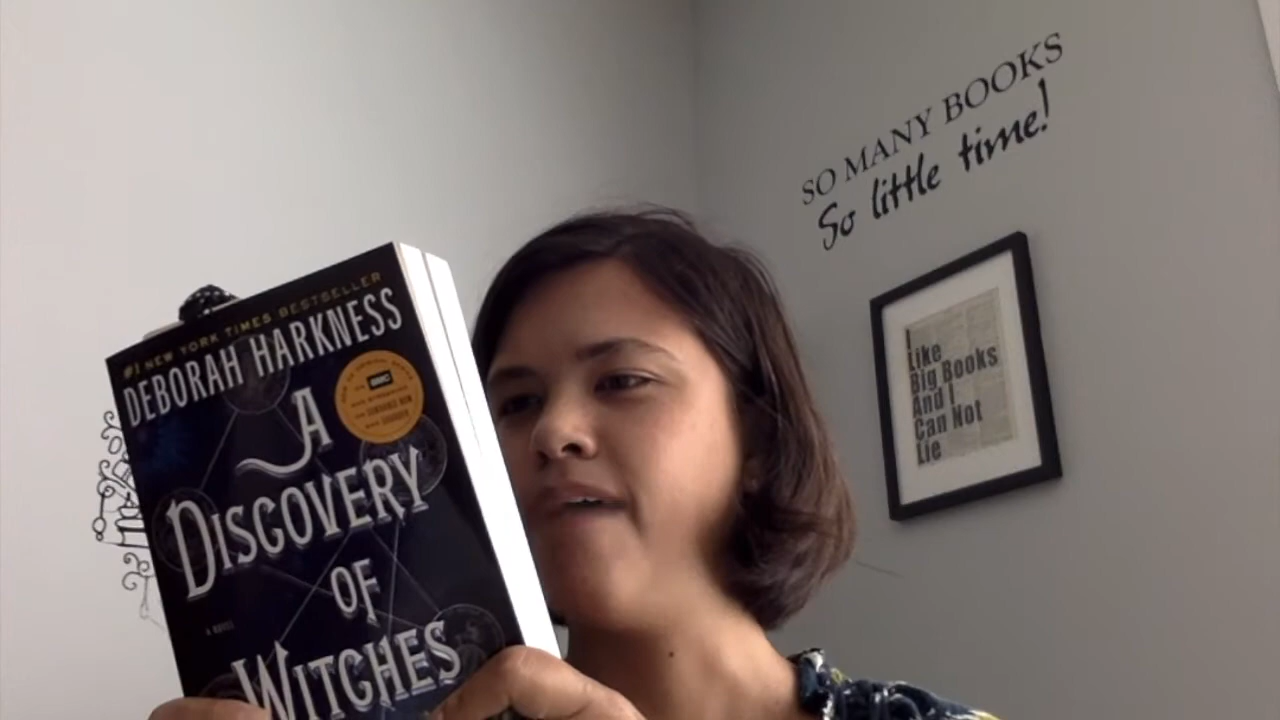 #1 NEW YORK TIMES BESTSELLER
DEBORAH HARKNESS
A
DISCOVERY
OF
WITCHES
A NOVEL
SO MANY BOOKS
So little time!
I
Like
Big Books
And I
Can Not
Lie